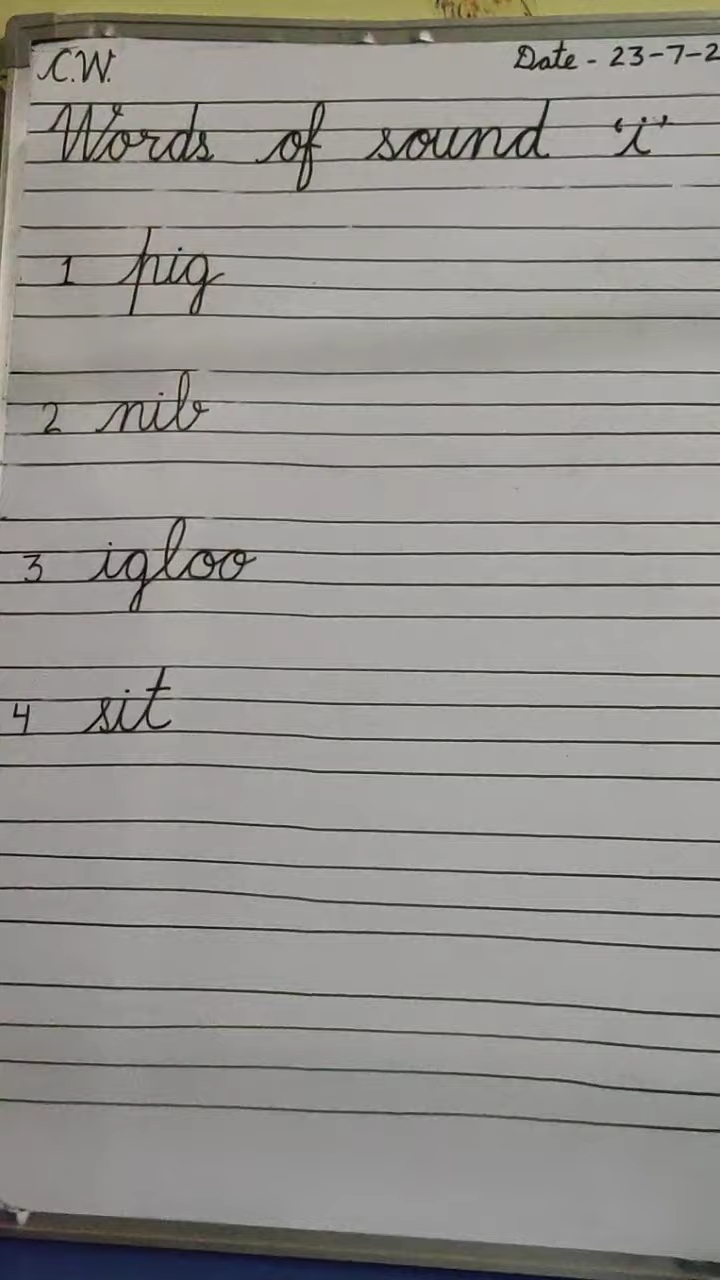 C.W.
Date - 23-7-2
Words of sound 'i'
1 pig
2 nib
3 igloo
4 sit